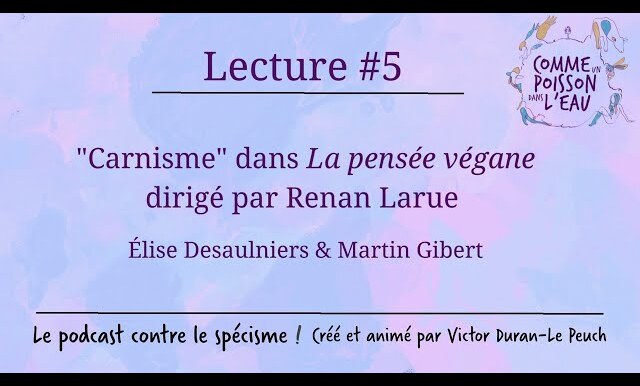 Lecture #5
COMME UN
POISSON
DANS L'EAU
"Carnisme" dans La pensée végane
dirigé par Renan Larue
Élise Desaulniers & Martin Gibert
Le podcast contre le spécisme ! Créé et animé par Victor Duran-Le Peuch